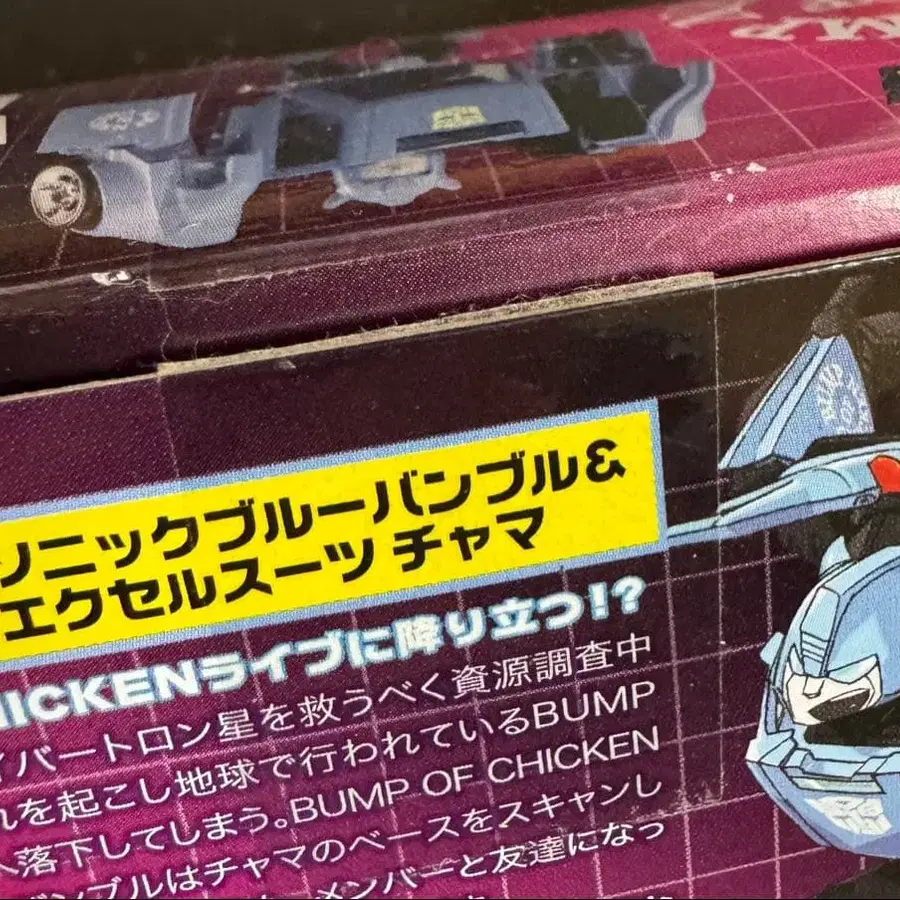 ソニックブルーバンブル&
エクセルスーツ チャマ
HICKENライブに降り立つ!?
イバートロン星を救うべく資源調査中
れを起こし地球で行われているBUMP
へ落下してしまう。BUMP OF CHICKEN
バンブルはチャマのベースをスキャンし
メンバーと友達になっ